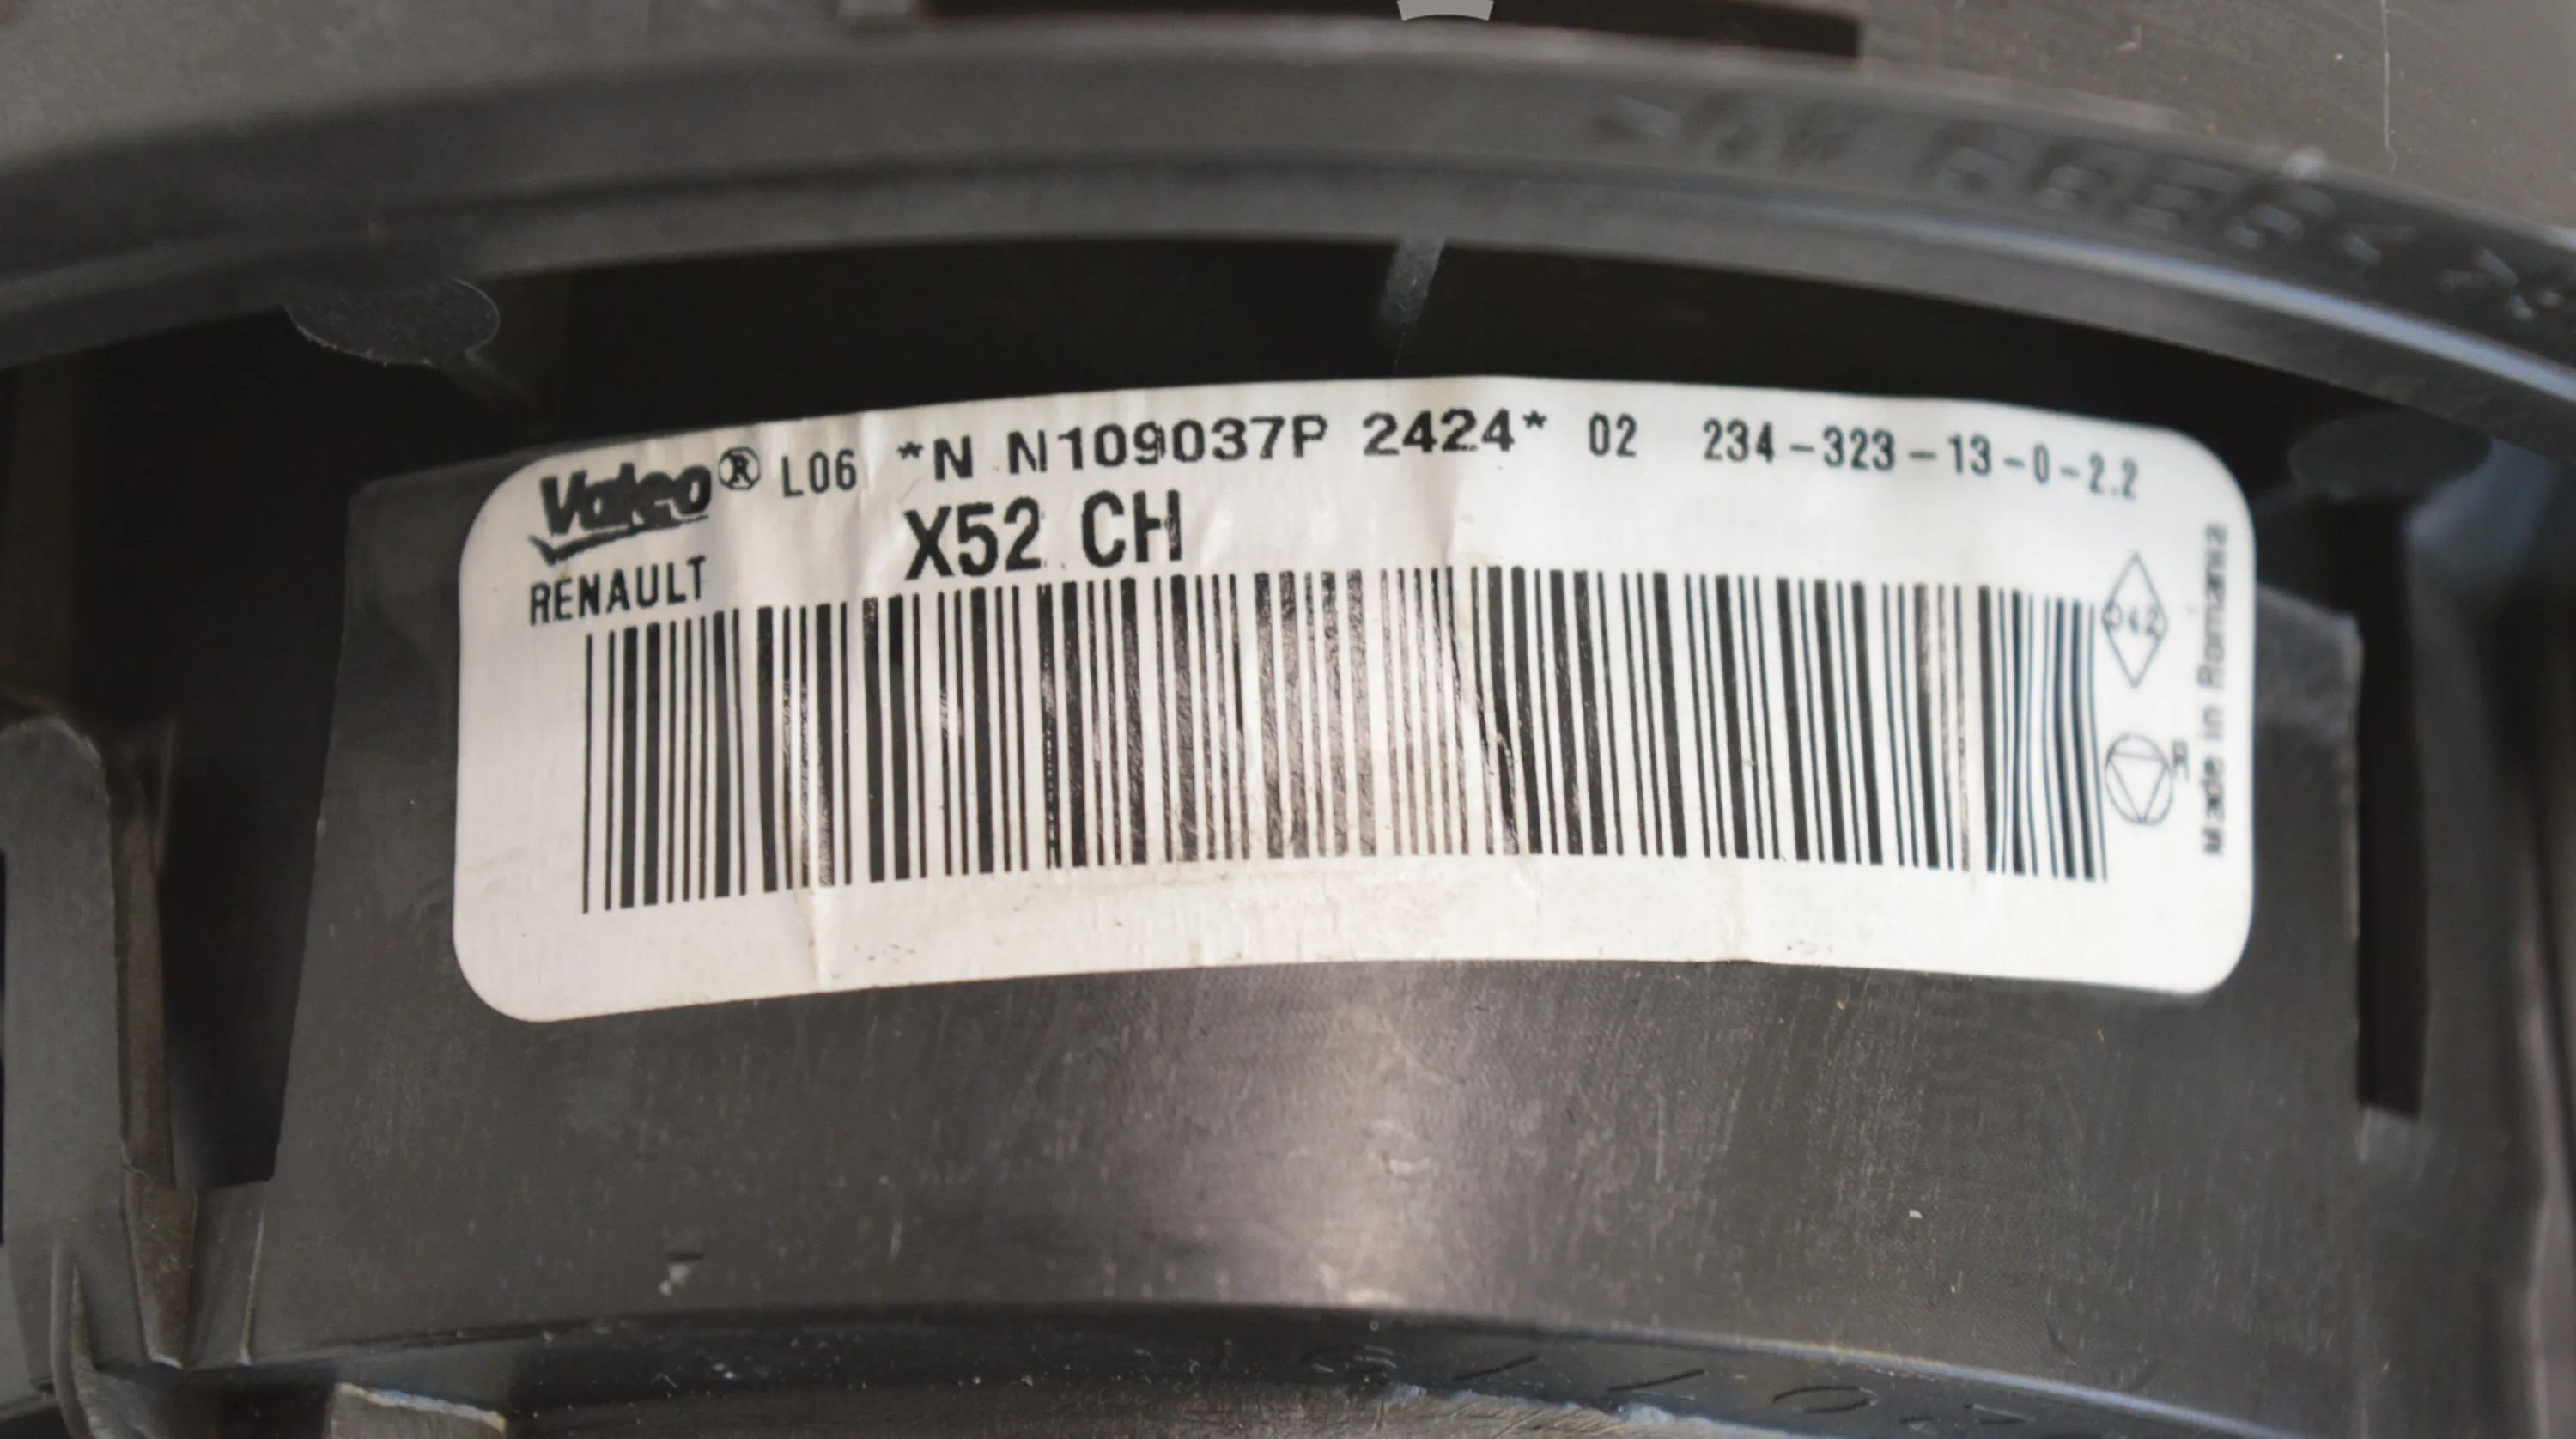 Valeo® L06 *N N109037P 2424* 02 234-323-13-0-2.2
X52 CH
RENAULT
Made in Romania